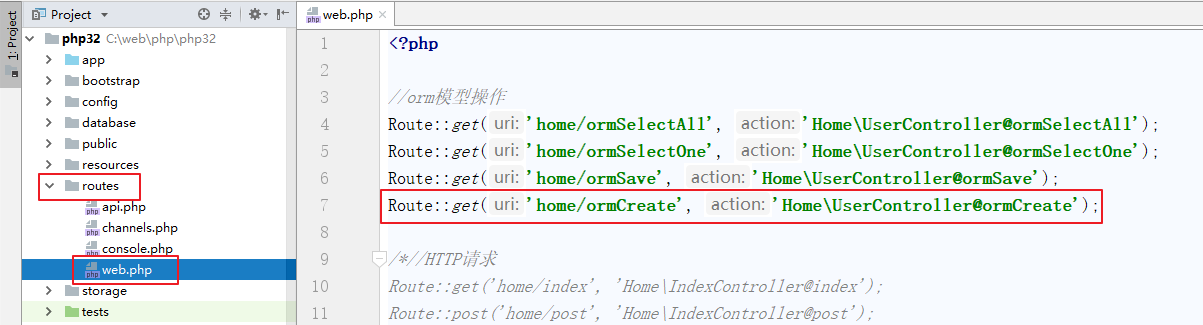 1: Project
Project
php32 C:\web\php\php32
app
bootstrap
config
database
public
resources
routes
api.php
channels.php
console.php
web.php
storage
tests
web.php
1 <?php
2
3 //orm模型操作
4 Route::get( uri: 'home/ormSelectAll', action: 'Home\UserController@ormSelectAll');
5 Route::get( uri: 'home/ormSelectOne', action: 'Home\UserController@ormSelectOne');
6 Route::get( uri: 'home/ormSave', action: 'Home\UserController@ormSave');
7 Route::get( uri: 'home/ormCreate', action: 'Home\UserController@ormCreate');
8
9 /*//HTTP请求
10 Route::get('home/index', 'Home\IndexController@index');
11 Route::post('home/post', 'Home\IndexController@post');